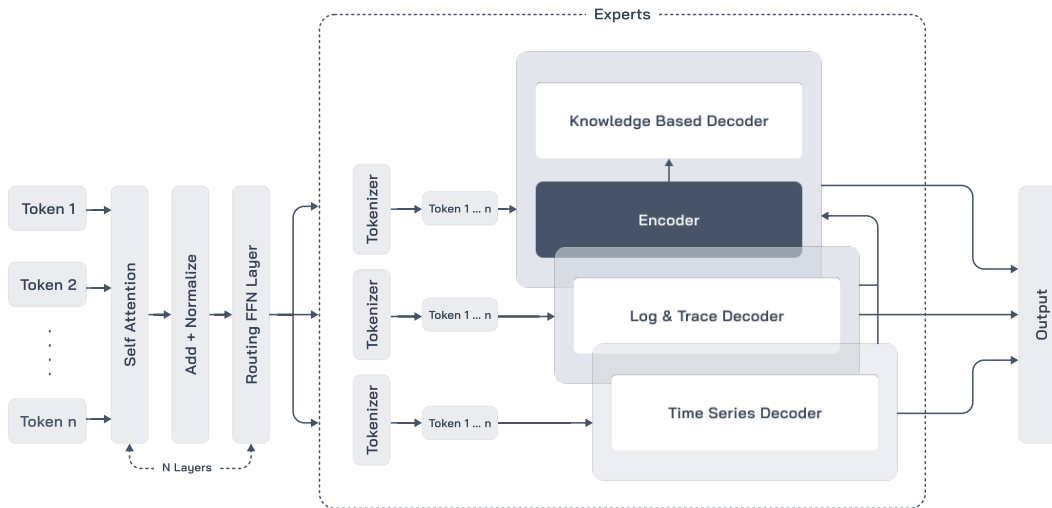 Experts
Knowledge Based Decoder
Encoder
Log & Trace Decoder
Time Series Decoder
Token 1
Token 2
Token n
Self Attention
Add + Normalize
Routing FFN Layer
N Layers
Tokenizer
Token 1 ... n
Tokenizer
Token 1 ... n
Tokenizer
Token 1 ... n
Output